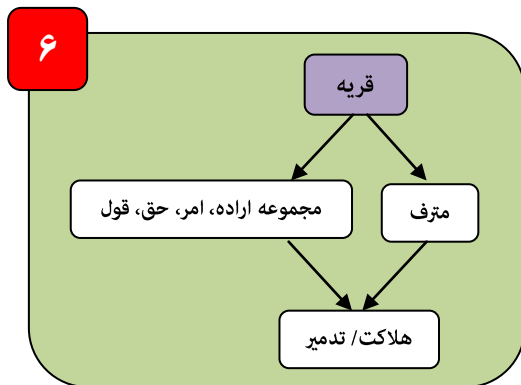 ۶
قریه
مترف
مجموعه اراده، امر، حق، قول
هلاکت/ تدمیر